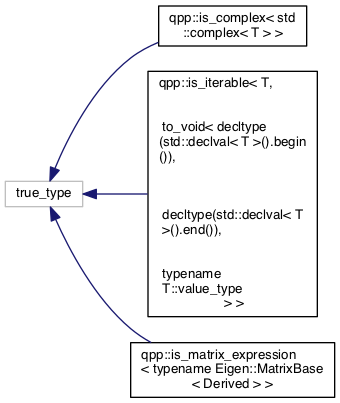 qpp::is_complex< std
::complex< T > >
qpp::is_iterable< T,
to_void< decltype
(std::declval< T >().begin
()),
true_type
decltype(std::declval< T
>().end()),
typename
T::value_type
> >
qpp::is_matrix_expression
< typename Eigen::MatrixBase
< Derived > >